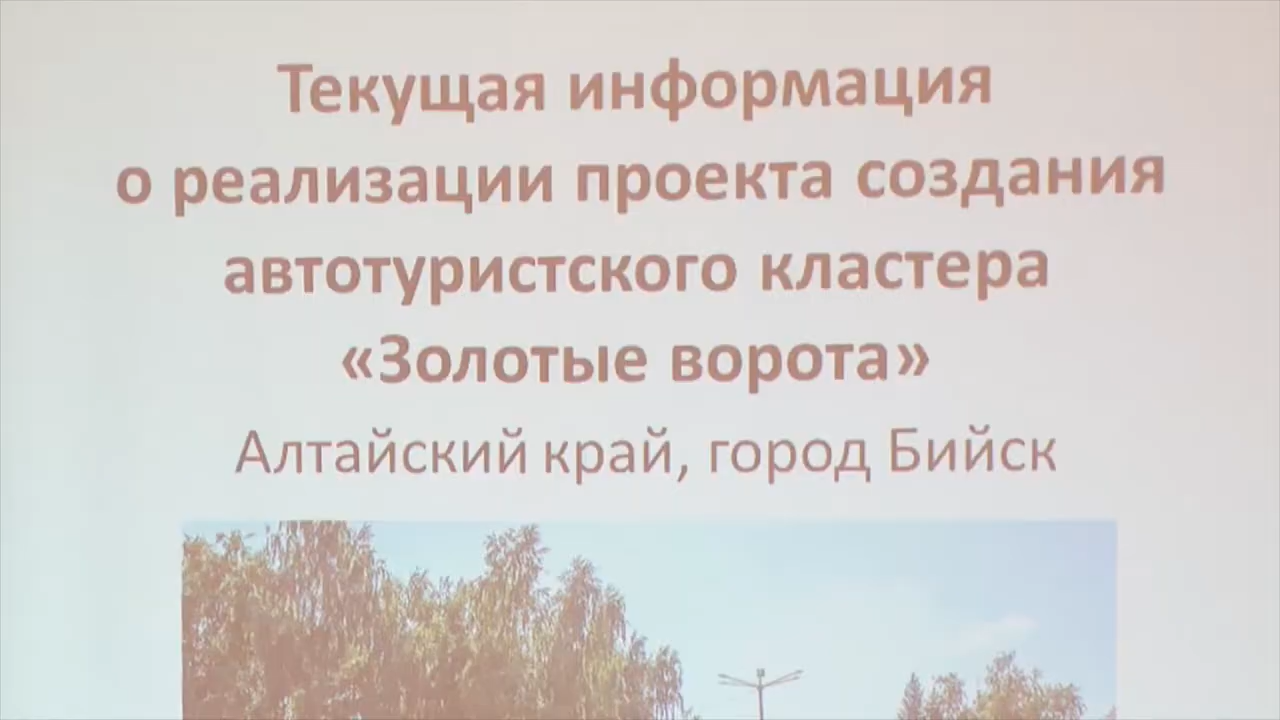 Текущая информация
о реализации проекта создания
автотуристского кластера
«Золотые ворота»
Алтайский край, город Бийск